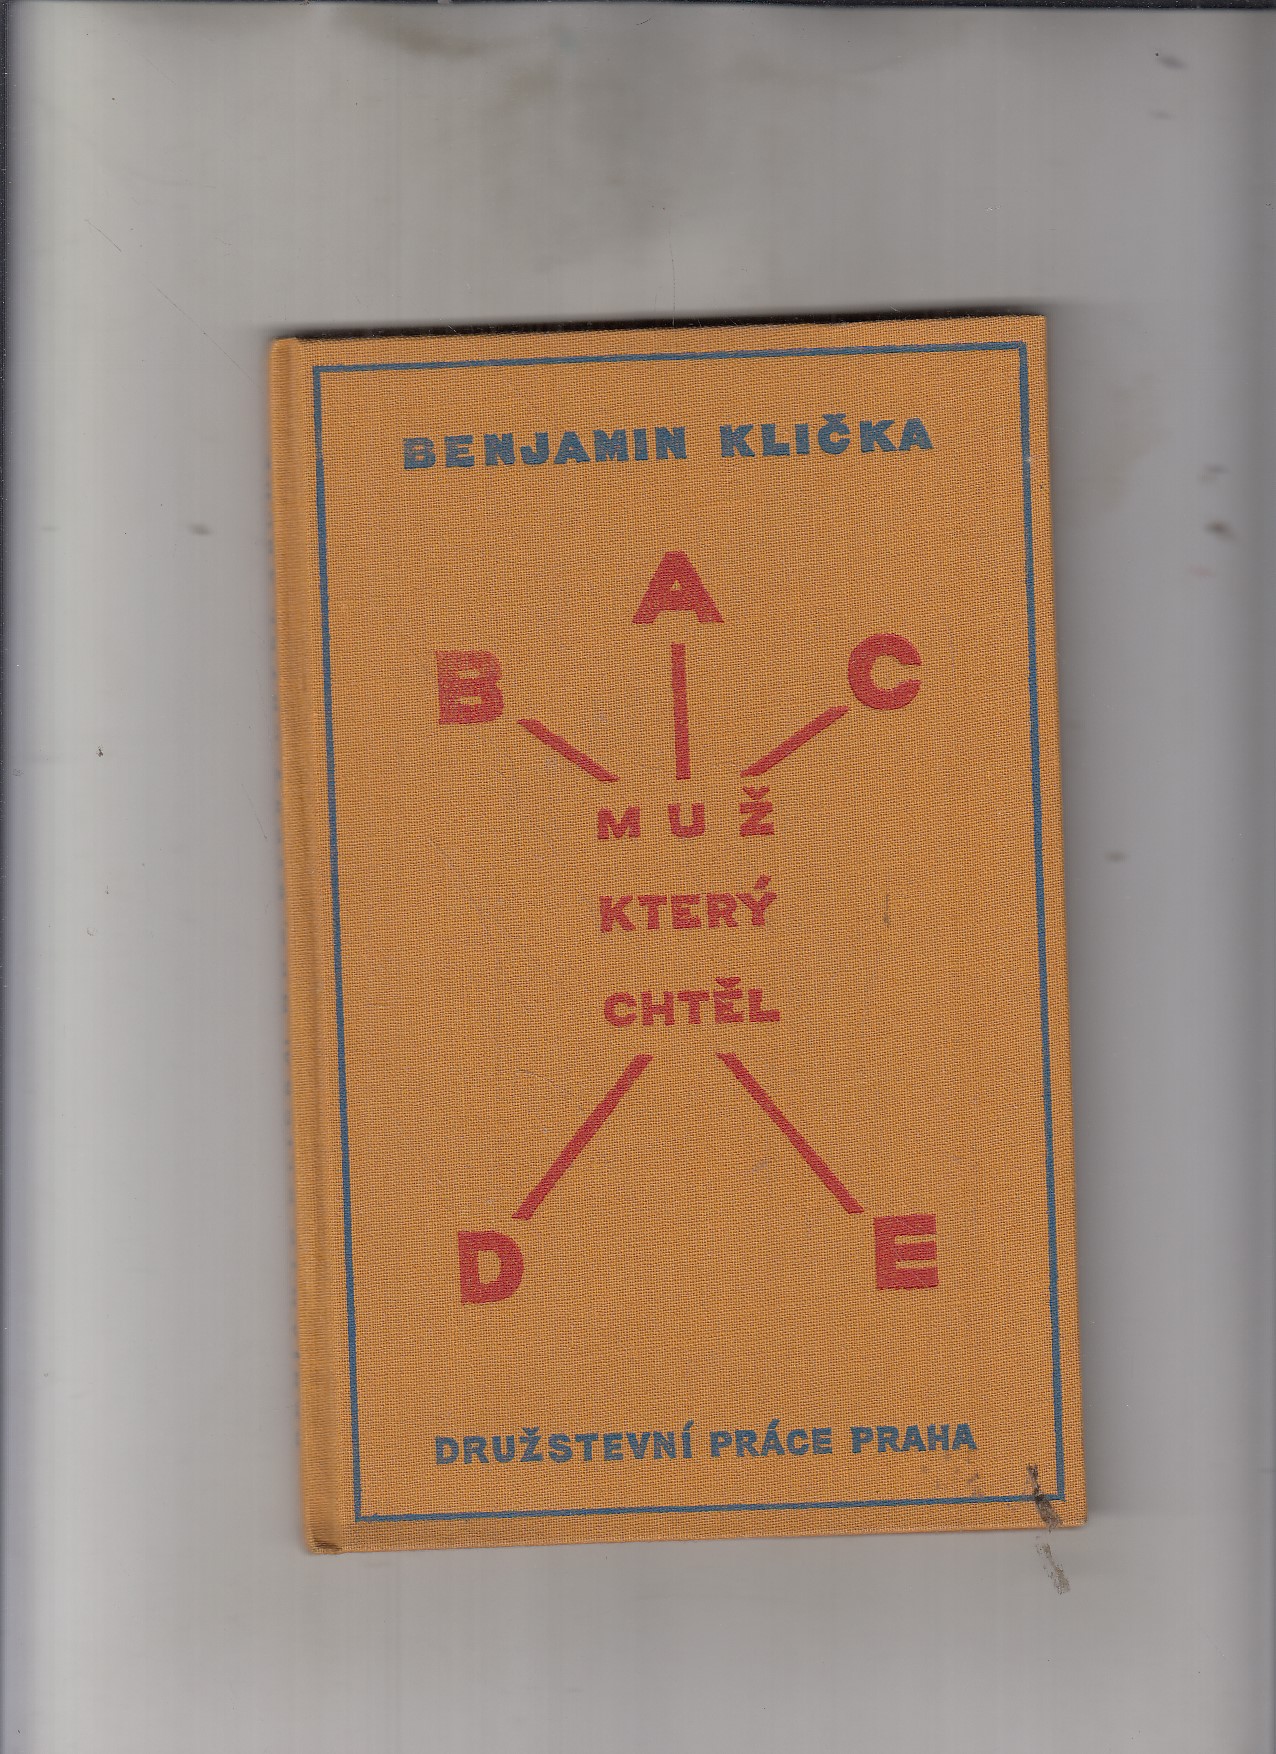 BENJAMIN KLIČKA
A
B C
MUŽ
KTERÝ
CHTĚL
D E
DRUŽSTEVNÍ PRÁCE PRAHA